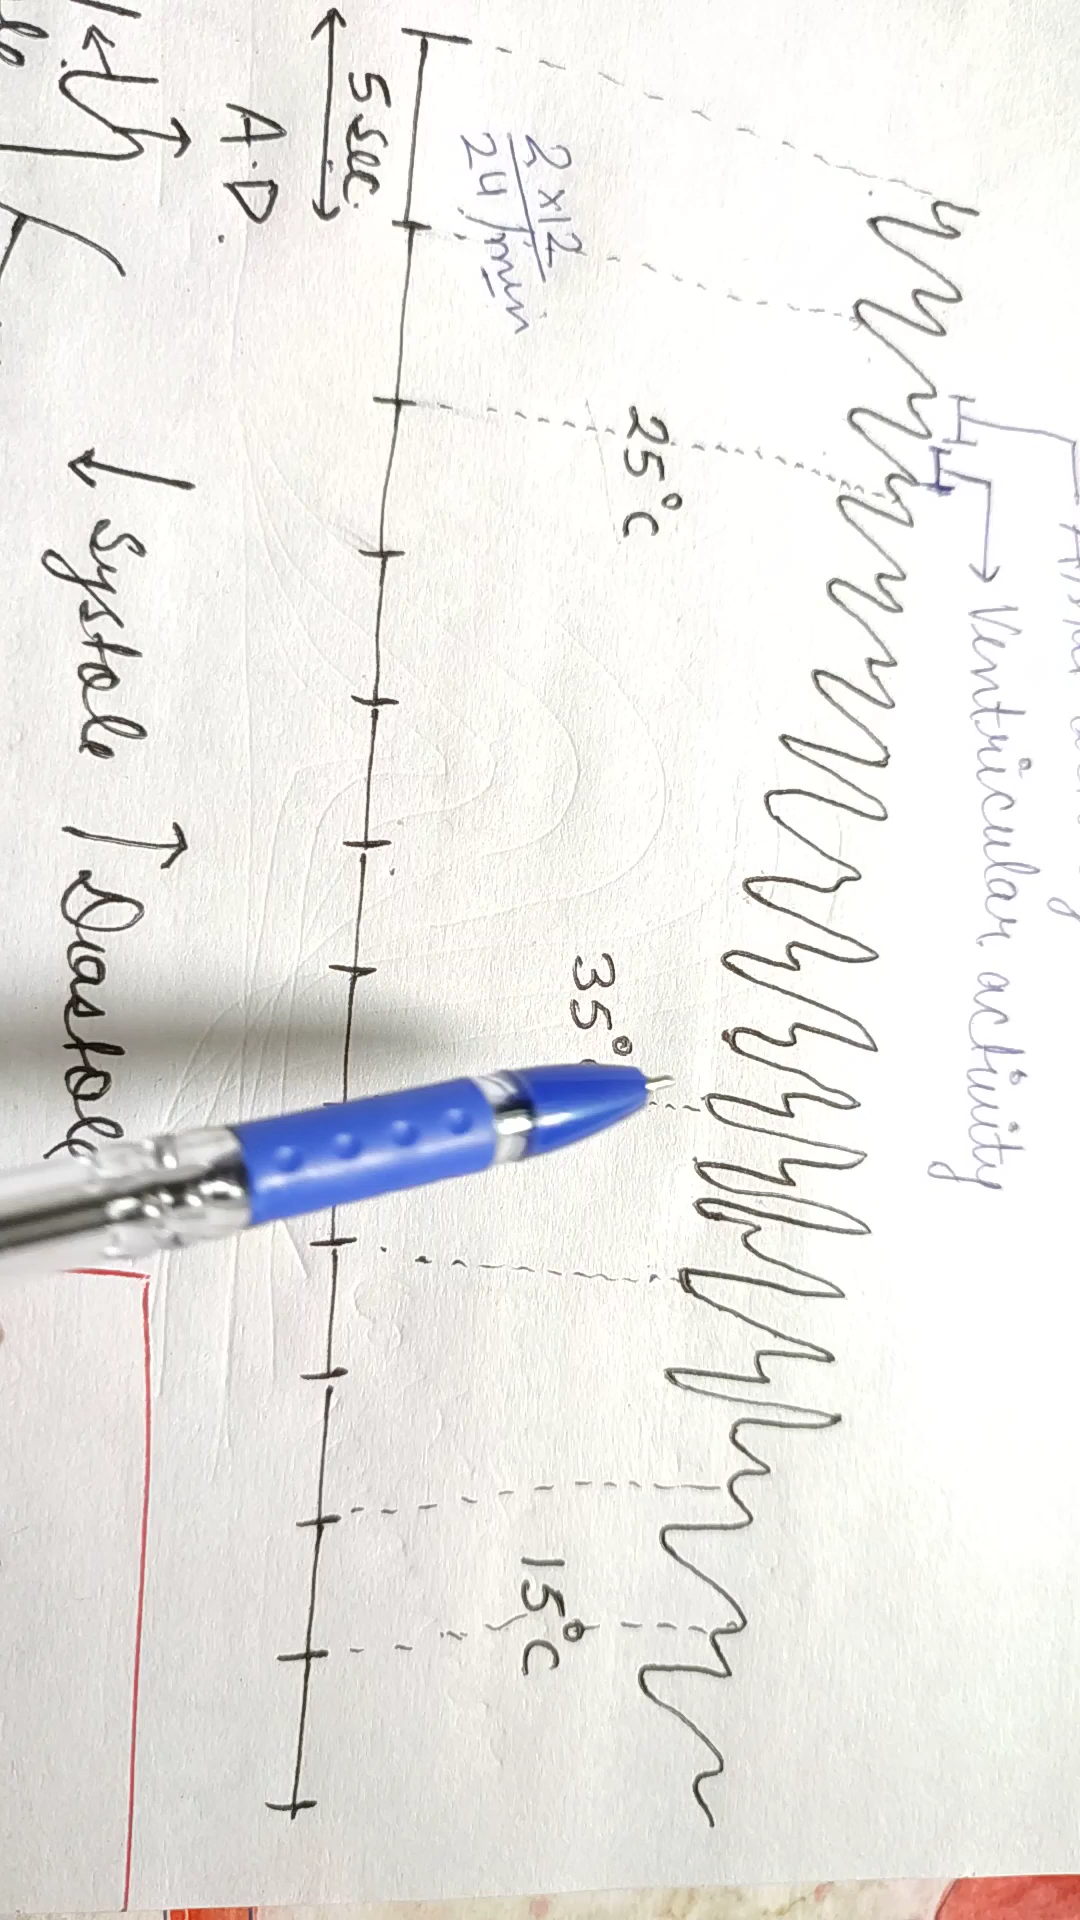 Ventricular activity
25°C
35°
15°C
2 x 12
24 / min
5 sec.
A.D.
↓ Systole ↑ Diastole